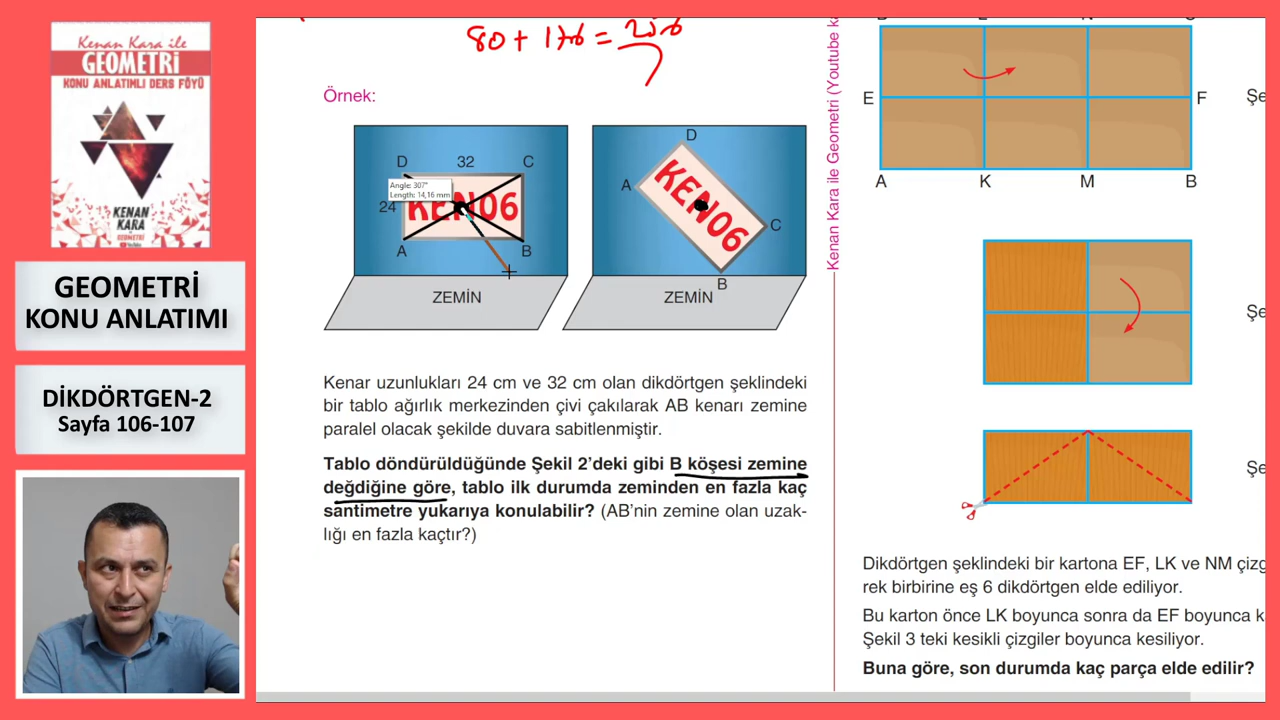 Kenan Kara ile
GEOMETRİ
KONU ANLATIMLI DERS FÖYÜ
KENAN
KARA
GEOMETRİ
GEOMETRİ
KONU ANLATIMI
DİKDÖRTGEN-2
Sayfa 106-107
80 + 176 = 256
Örnek:
D 32 C
Angle: 307°
Length: 14,16 mm
24
KEN06
A B
ZEMİN
D
A
KEN06
C
B
ZEMİN
Kenar uzunlukları 24 cm ve 32 cm olan dikdörtgen şeklindeki
bir tablo ağırlık merkezinden çivi çakılarak AB kenarı zemine
paralel olacak şekilde duvara sabitlenmiştir.
Tablo döndürüldüğünde Şekil 2'deki gibi B köşesi zemine
değdiğine göre, tablo ilk durumda zeminden en fazla kaç
santimetre yukarıya konulabilir? (AB'nin zemine olan uzak-
lığı en fazla kaçtır?)
Kenan Kara ile Geometri (Youtube ka
E F
A K M B
Şe
Şe
Dikdörtgen şeklindeki bir kartona EF, LK ve NM çizg
rek birbirine eş 6 dikdörtgen elde ediliyor.
Bu karton önce LK boyunca sonra da EF boyunca k
Şekil 3 teki kesikli çizgiler boyunca kesiliyor.
Buna göre, son durumda kaç parça elde edilir?